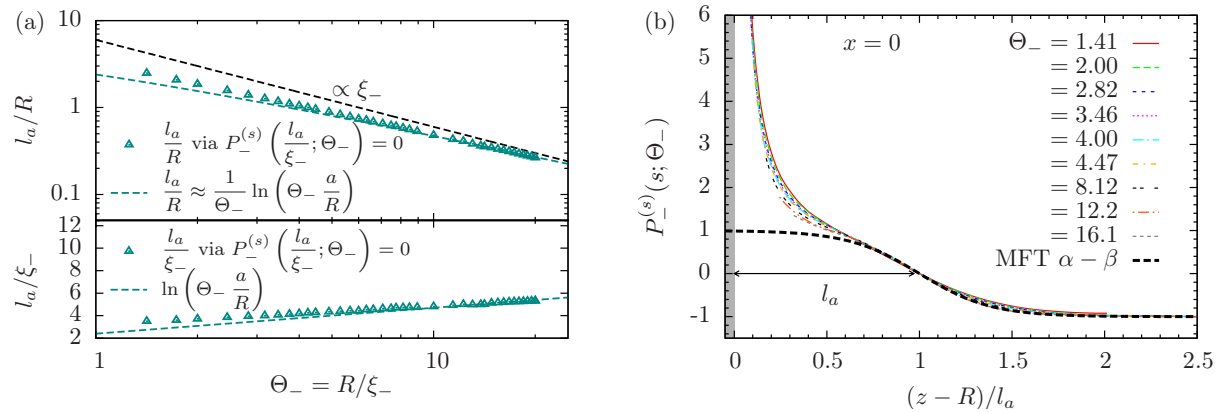 (a)
10
1
0.1
l_a/R
∝ ξ_-
l_a/R via P_-^{(s)} (l_a/ξ_-; Θ_-) = 0
l_a/R ≈ 1/Θ_- ln (Θ_- a/R)
12
10
8
6
4
2
l_a/ξ_-
l_a/ξ_- via P_-^{(s)} (l_a/ξ_-; Θ_-) = 0
ln (Θ_- a/R)
1
10
Θ_- = R/ξ_-
(b)
6
5
4
3
2
1
0
-1
P_-^{(s)}(s; Θ_-)
x = 0
Θ_- = 1.41
= 2.00
= 2.82
= 3.46
= 4.00
= 4.47
= 8.12
= 12.2
= 16.1
MFT α − β
l_a
0
0.5
1
1.5
2
2.5
(z − R)/l_a